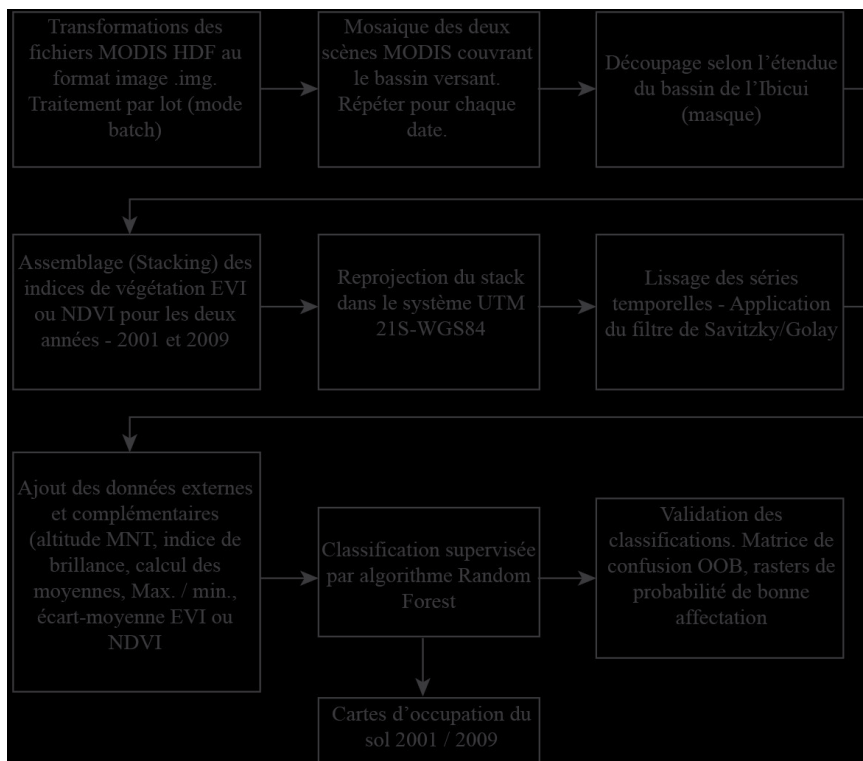 Transformations des
fichiers MODIS HDF au
format image .img.
Traitement par lot (mode
batch)
Mosaique des deux
scènes MODIS couvrant
le bassin versant.
Répéter pour chaque
date.
Découpage selon l’étendue
du bassin de l’Ibicui
(masque)
Assemblage (Stacking) des
indices de végétation EVI
ou NDVI pour les deux
années - 2001 et 2009
Reprojection du stack
dans le système UTM
21S-WGS84
Lissage des séries
temporelles - Application
du filtre de Savitzky/Golay
Ajout des données externes
et complémentaires
(altitude MNT, indice de
brillance, calcul des
moyennes, Max. / min.,
écart-moyenne EVI ou
NDVI
Classification supervisée
par algorithme Random
Forest
Validation des
classifications. Matrice de
confusion OOB, rasters de
probabilité de bonne
affectation
Cartes d’occupation du
sol 2001 / 2009